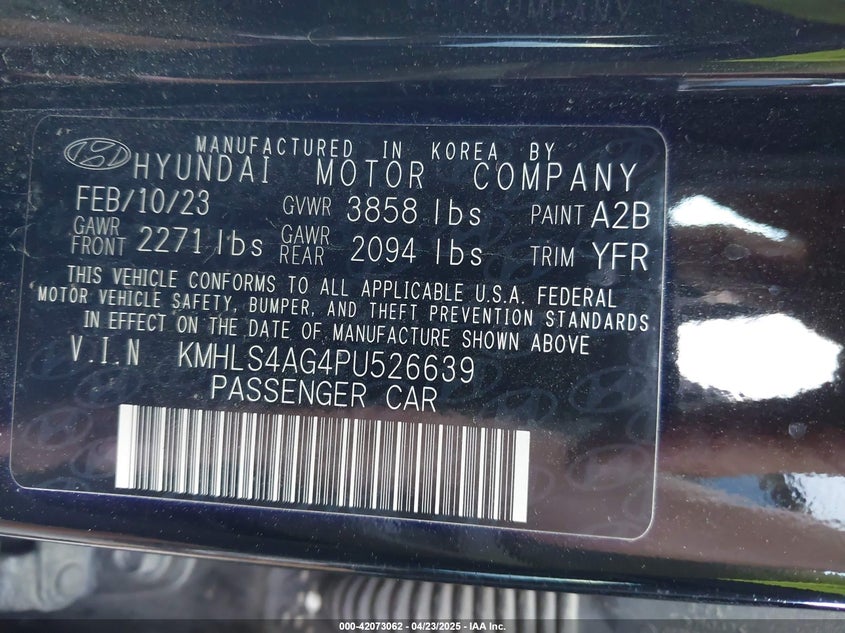 COMPANY
MANUFACTURED IN KOREA BY
HYUNDAI MOTOR COMPANY
FEB/10/23 GVWR 3858 lbs PAINT A2B
GAWR FRONT 2271 lbs GAWR REAR 2094 lbs TRIM YFR
THIS VEHICLE CONFORMS TO ALL APPLICABLE U.S.A. FEDERAL
MOTOR VEHICLE SAFETY, BUMPER, AND THEFT PREVENTION STANDARDS
IN EFFECT ON THE DATE OF MANUFACTURE SHOWN ABOVE
V.I.N KMHLS4AG4PU526639
PASSENGER CAR
000-42073062 - 04/23/2025 - IAA Inc.